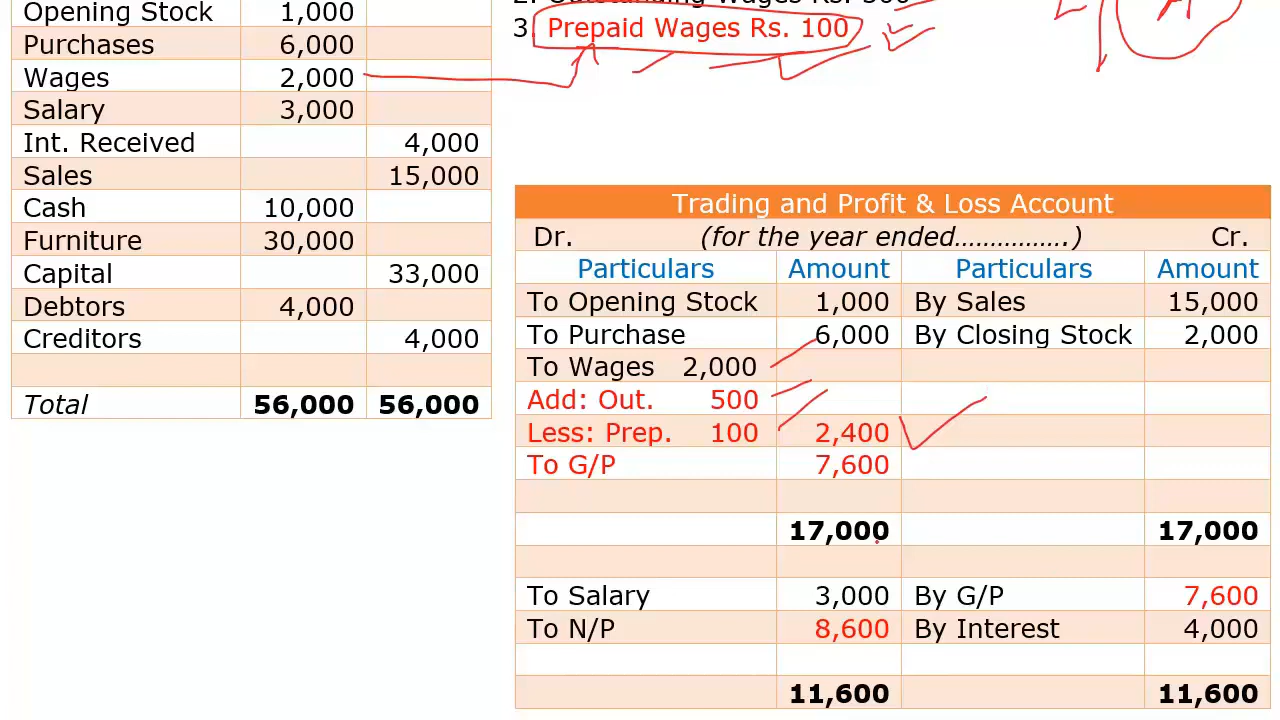 Opening Stock 1,000
Purchases 6,000
Wages 2,000
Salary 3,000
Int. Received 4,000
Sales 15,000
Cash 10,000
Furniture 30,000
Capital 33,000
Debtors 4,000
Creditors 4,000
Total 56,000 56,000
2. Outstanding Wages Rs. 500
3. Prepaid Wages Rs. 100
Trading and Profit & Loss Account
Dr. (for the year ended…………….) Cr.
Particulars Amount Particulars Amount
To Opening Stock 1,000 By Sales 15,000
To Purchase 6,000 By Closing Stock 2,000
To Wages 2,000
Add: Out. 500
Less: Prep. 100 2,400
To G/P 7,600
17,000 17,000
To Salary 3,000 By G/P 7,600
To N/P 8,600 By Interest 4,000
11,600 11,600